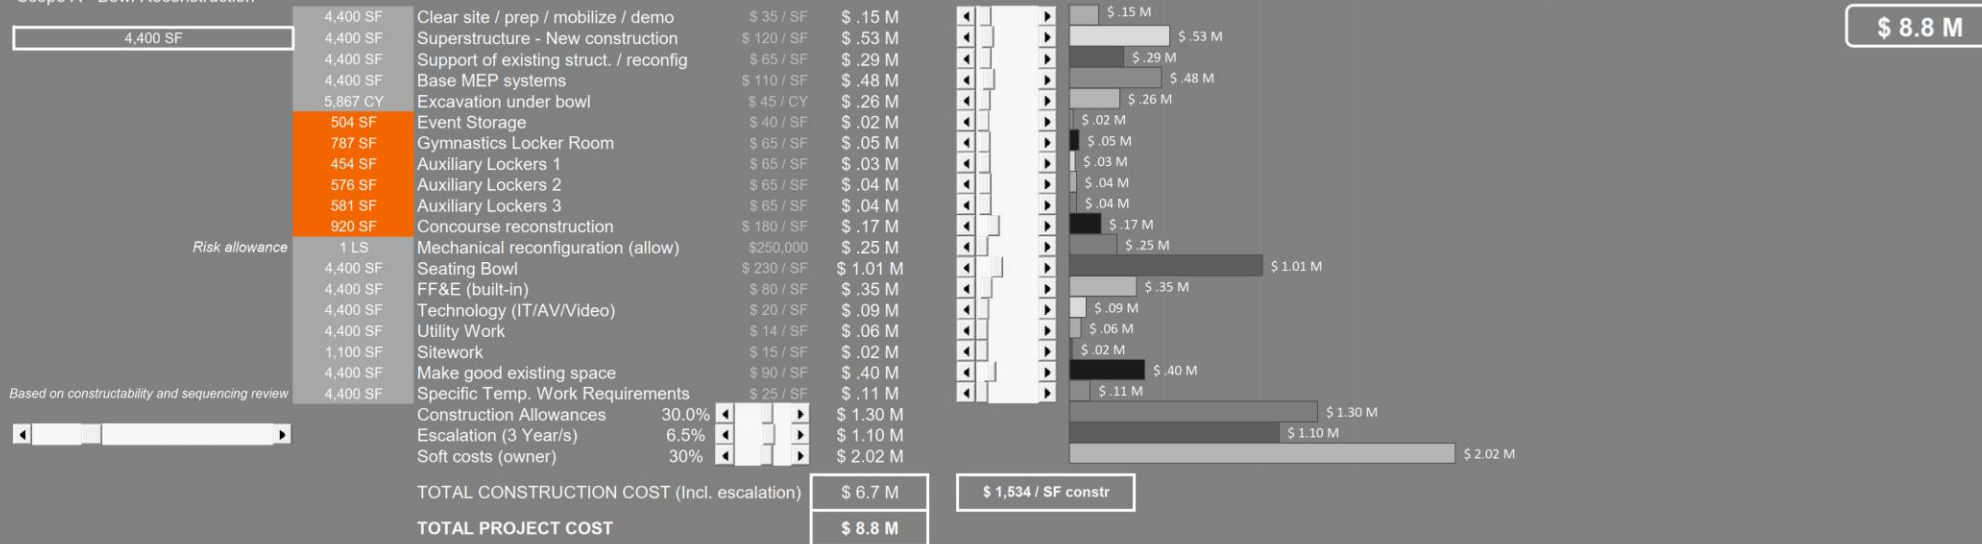 Scope A - Bowl Reconstruction
$ 8.8 M
4,400 SF
4,400 SF Clear site / prep / mobilize / demo $ 35 / SF $ .15 M $ .15 M
4,400 SF Superstructure - New construction $ 120 / SF $ .53 M $ .53 M
4,400 SF Support of existing struct. / reconfig $ 65 / SF $ .29 M $ .29 M
4,400 SF Base MEP systems $ 110 / SF $ .48 M $ .48 M
5,867 CY Excavation under bowl $ 45 / CY $ .26 M $ .26 M
504 SF Event Storage $ 40 / SF $ .02 M $ .02 M
787 SF Gymnastics Locker Room $ 65 / SF $ .05 M $ .05 M
454 SF Auxiliary Lockers 1 $ 65 / SF $ .03 M $ .03 M
576 SF Auxiliary Lockers 2 $ 65 / SF $ .04 M $ .04 M
581 SF Auxiliary Lockers 3 $ 65 / SF $ .04 M $ .04 M
920 SF Concourse reconstruction $ 180 / SF $ .17 M $ .17 M
Risk allowance 1 LS Mechanical reconfiguration (allow) $250,000 $ .25 M $ .25 M
4,400 SF Seating Bowl $ 230 / SF $ 1.01 M $ 1.01 M
4,400 SF FF&E (built-in) $ 80 / SF $ .35 M $ .35 M
4,400 SF Technology (IT/AV/Video) $ 20 / SF $ .09 M $ .09 M
4,400 SF Utility Work $ 14 / SF $ .06 M $ .06 M
1,100 SF Sitework $ 15 / SF $ .02 M $ .02 M
4,400 SF Make good existing space $ 90 / SF $ .40 M $ .40 M
Based on constructability and sequencing review 4,400 SF Specific Temp. Work Requirements $ 25 / SF $ .11 M $ .11 M
Construction Allowances 30.0% $ 1.30 M $ 1.30 M
Escalation (3 Year/s) 6.5% $ 1.10 M $ 1.10 M
Soft costs (owner) 30% $ 2.02 M $ 2.02 M
TOTAL CONSTRUCTION COST (Incl. escalation) $ 6.7 M $ 1,534 / SF constr
TOTAL PROJECT COST $ 8.8 M